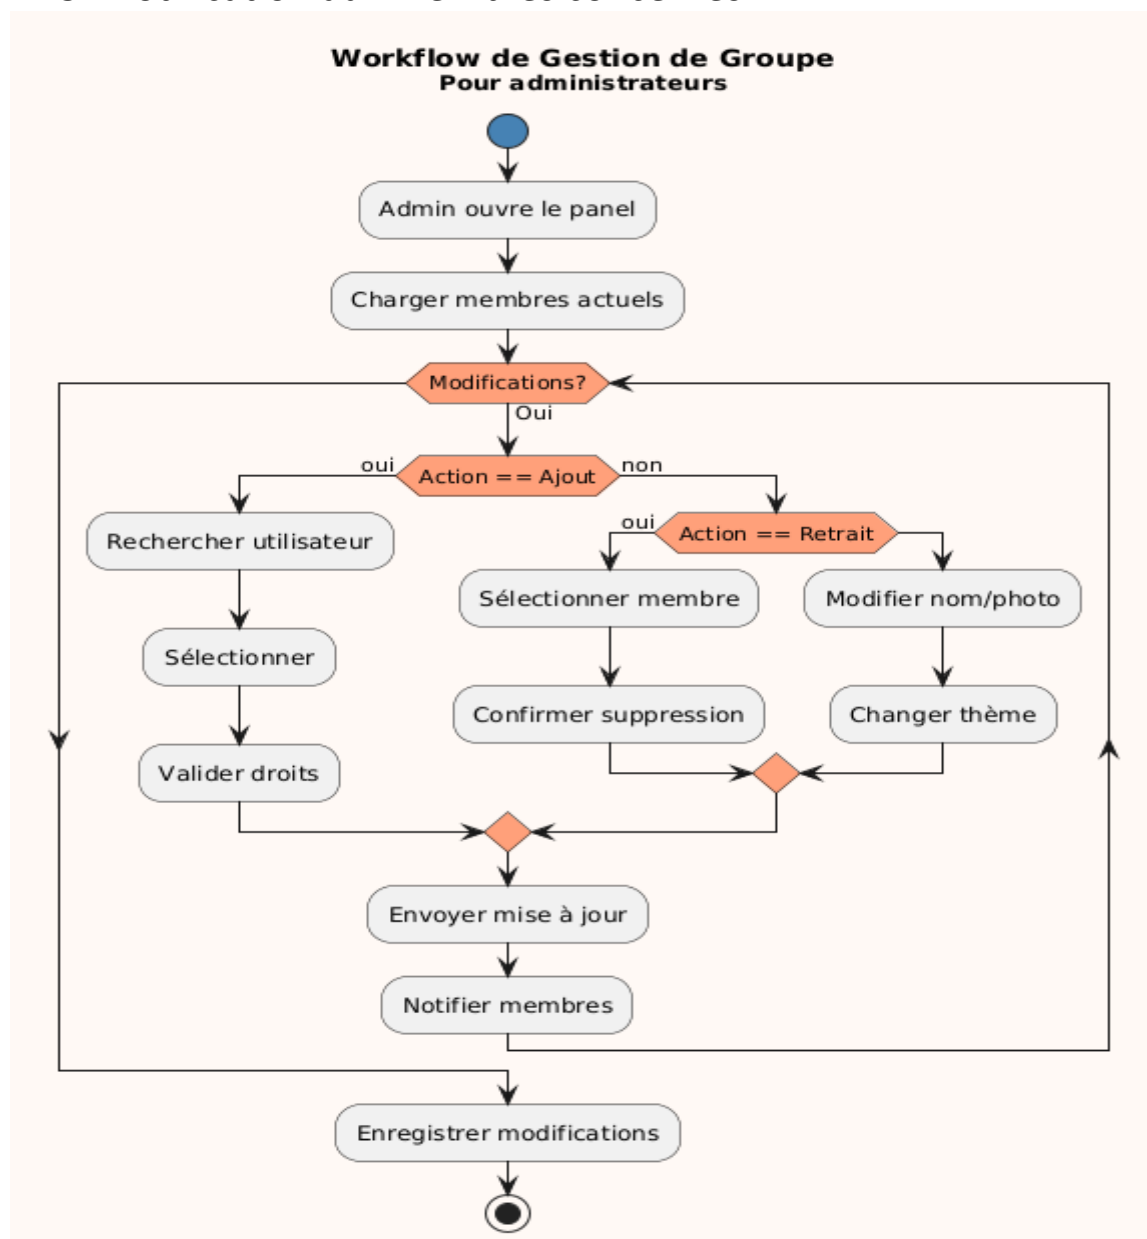 Workflow de Gestion de Groupe
Pour administrateurs
Admin ouvre le panel
Charger membres actuels
Modifications?
Oui
oui
Action == Ajout
non
Rechercher utilisateur
oui
Action == Retrait
Sélectionner membre
Modifier nom/photo
Sélectionner
Confirmer suppression
Changer thème
Valider droits
Envoyer mise à jour
Notifier membres
Enregistrer modifications